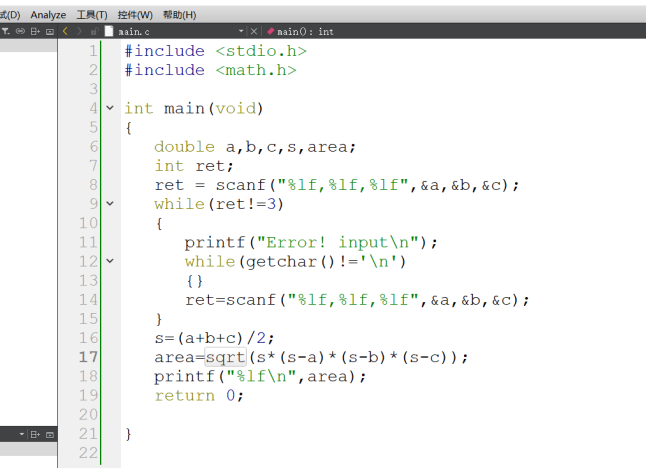 试(D) Analyze 工具(T) 控件(W) 帮助(H)
main.c main(): int
1 #include <stdio.h>
2 #include <math.h>
3
4 int main(void)
5 {
6 double a,b,c,s,area;
7 int ret;
8 ret = scanf("%lf,%lf,%lf",&a,&b,&c);
9 while(ret!=3)
10 {
11 printf("Error! input\n");
12 while(getchar()!='\n')
13 {}
14 ret=scanf("%lf,%lf,%lf",&a,&b,&c);
15 }
16 s=(a+b+c)/2;
17 area=sqrt(s*(s-a)*(s-b)*(s-c));
18 printf("%lf\n",area);
19 return 0;
20
21 }
22